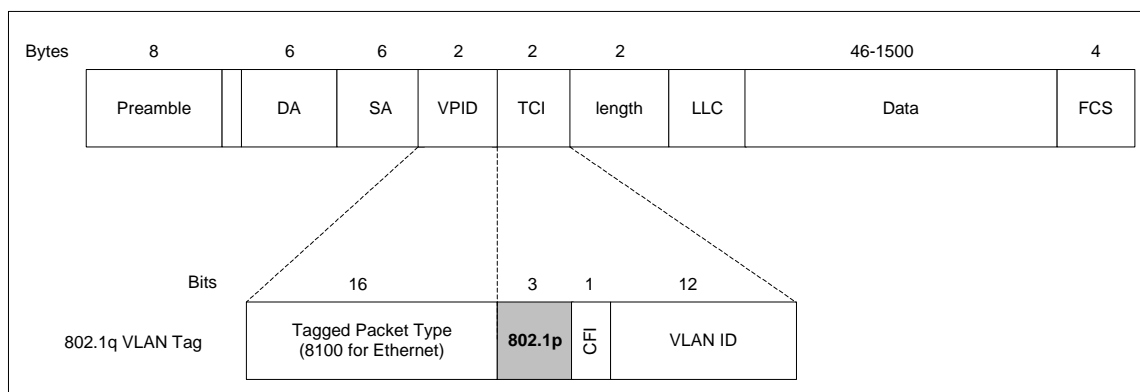 Bytes 8 6 6 2 2 2 46-1500 4
Preamble DA SA VPID TCI length LLC Data FCS
Bits 16 3 1 12
802.1q VLAN Tag
Tagged Packet Type
(8100 for Ethernet)
802.1p
CFI
VLAN ID